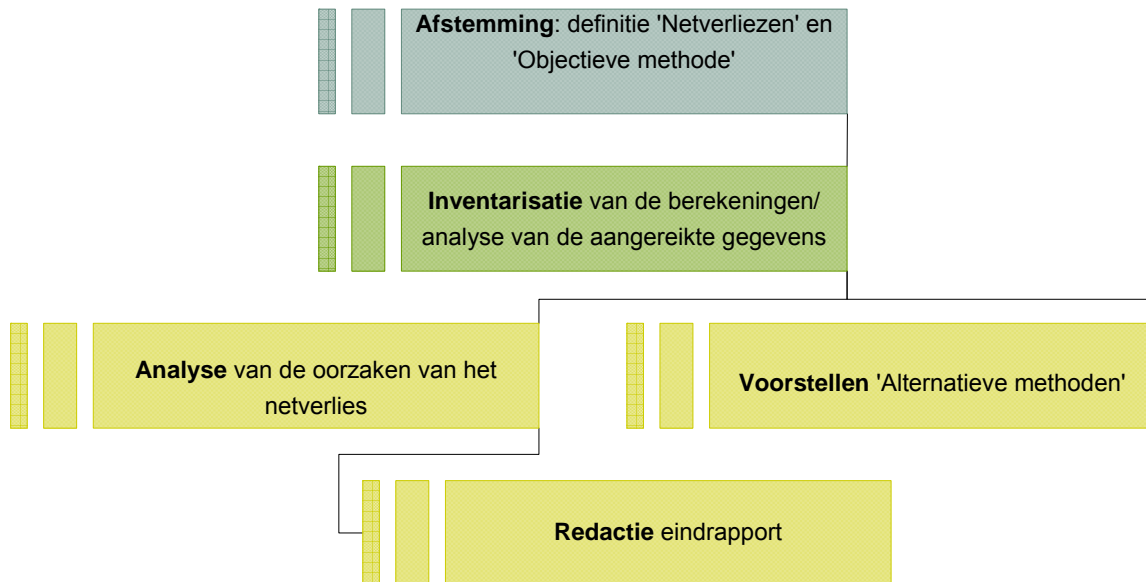 Afstemming: definitie 'Netverliezen' en
'Objectieve methode'
Inventarisatie van de berekeningen/
analyse van de aangereikte gegevens
Analyse van de oorzaken van het
netverlies
Voorstellen 'Alternatieve methoden'
Redactie eindrapport